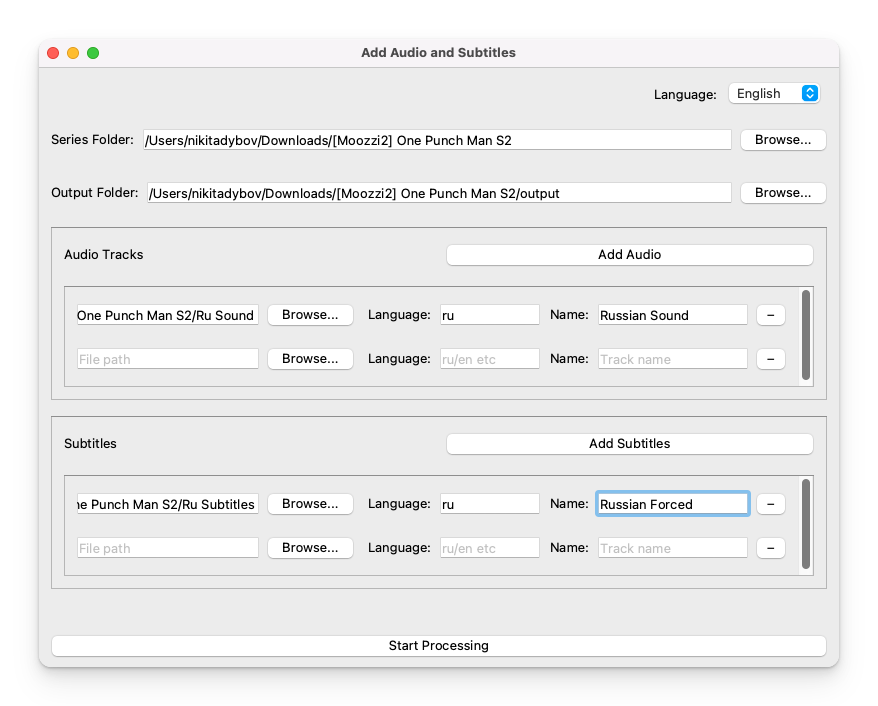 Add Audio and Subtitles
Language: English
Series Folder: /Users/nikitadybov/Downloads/[Moozzi2] One Punch Man S2 Browse...
Output Folder: /Users/nikitadybov/Downloads/[Moozzi2] One Punch Man S2/output Browse...
Audio Tracks Add Audio
One Punch Man S2/Ru Sound Browse... Language: ru Name: Russian Sound −
File path Browse... Language: ru/en etc Name: Track name −
Subtitles Add Subtitles
ne Punch Man S2/Ru Subtitles Browse... Language: ru Name: Russian Forced −
File path Browse... Language: ru/en etc Name: Track name −
Start Processing